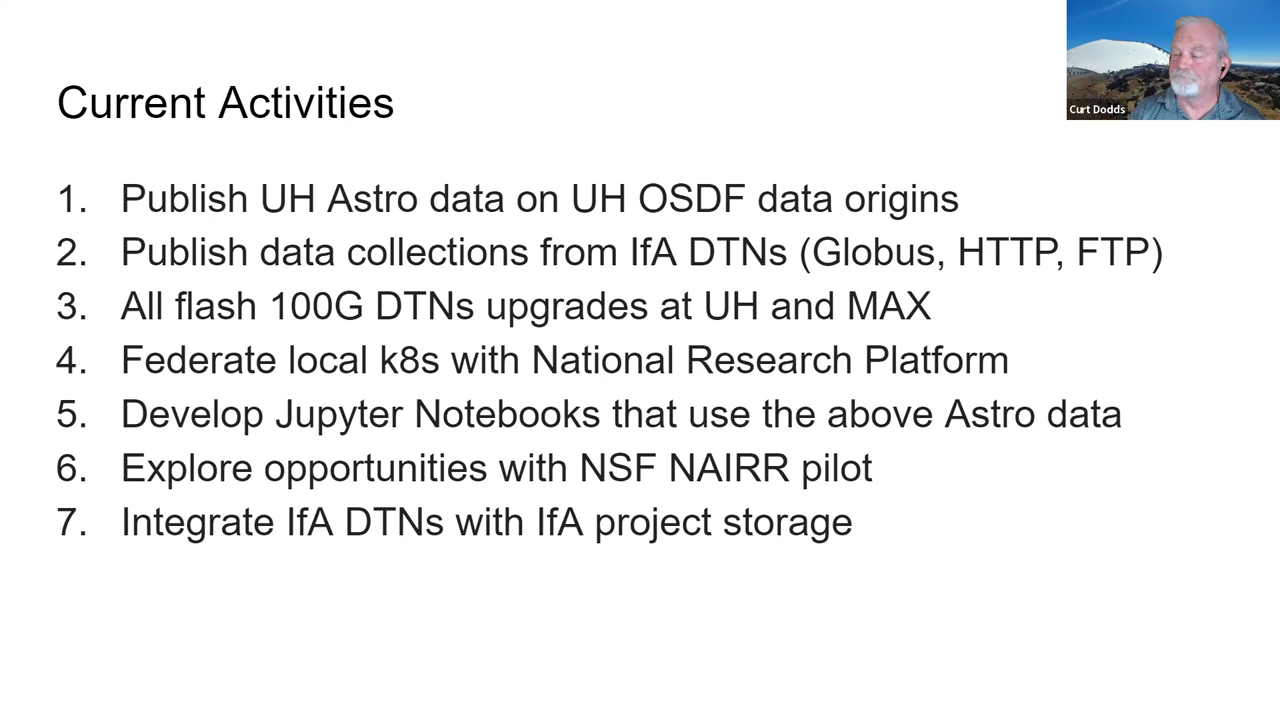 Current Activities
Curt Dodds
1. Publish UH Astro data on UH OSDF data origins
2. Publish data collections from IfA DTNs (Globus, HTTP, FTP)
3. All flash 100G DTNs upgrades at UH and MAX
4. Federate local k8s with National Research Platform
5. Develop Jupyter Notebooks that use the above Astro data
6. Explore opportunities with NSF NAIRR pilot
7. Integrate IfA DTNs with IfA project storage